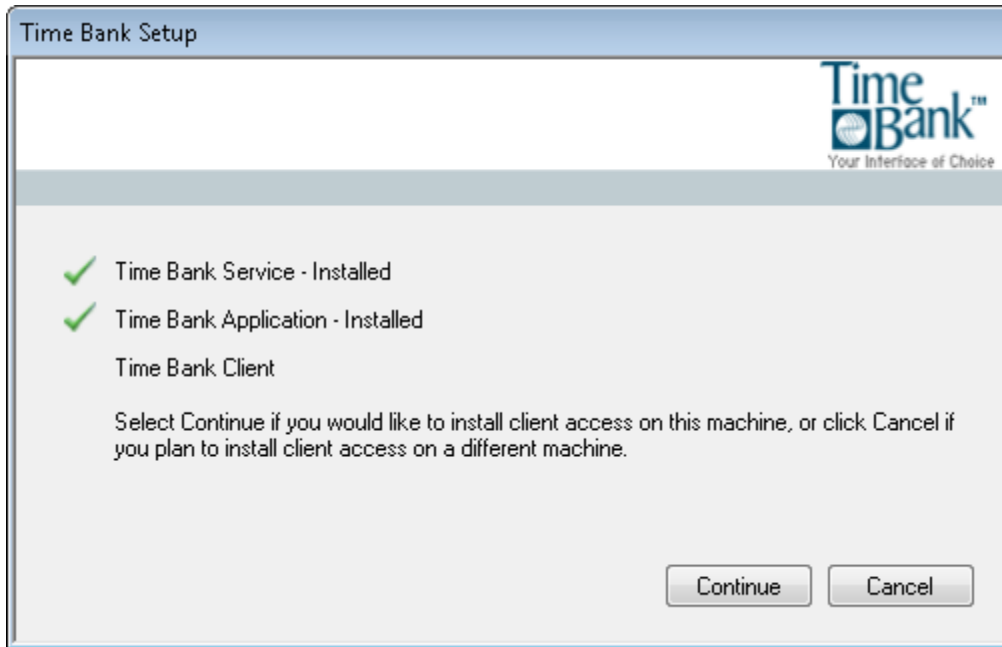 Time Bank Setup
Time
Bank™
Your Interface of Choice
Time Bank Service - Installed
Time Bank Application - Installed
Time Bank Client
Select Continue if you would like to install client access on this machine, or click Cancel if
you plan to install client access on a different machine.
Continue Cancel